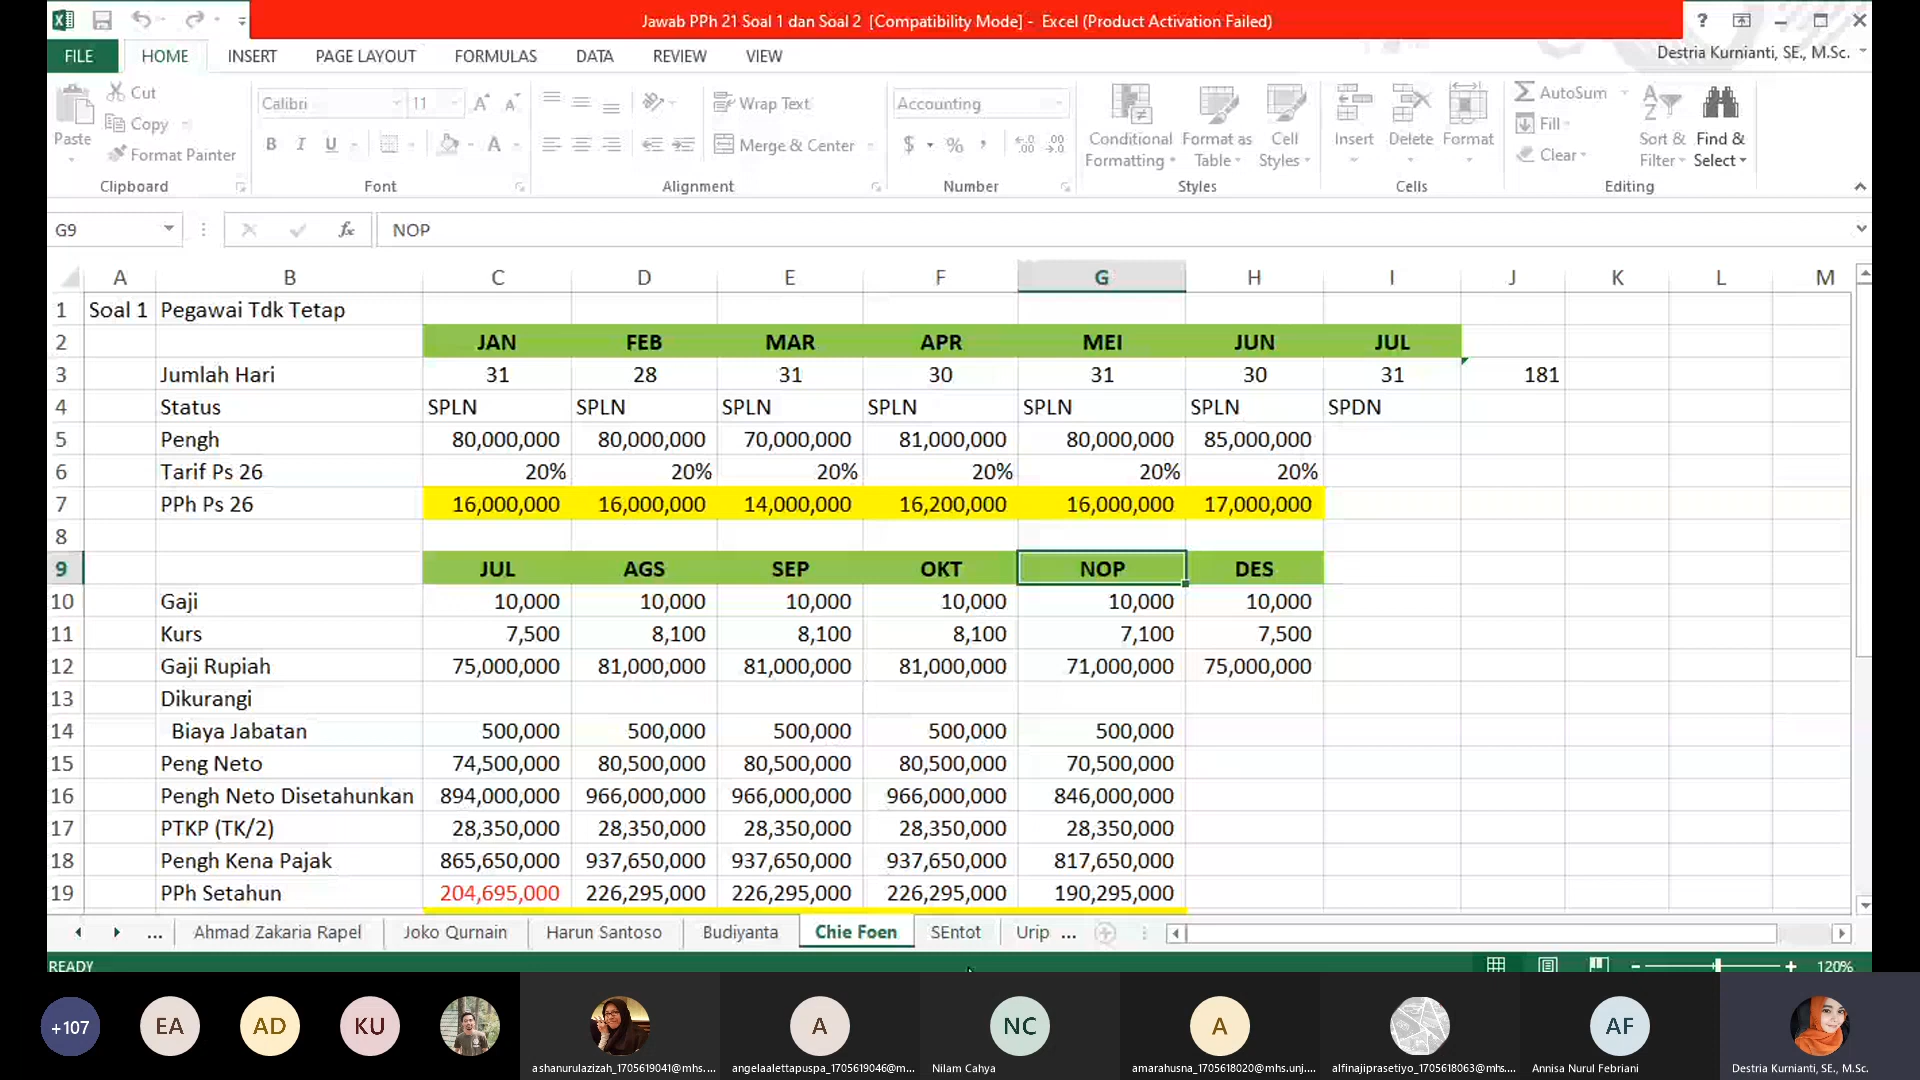 Jawab PPh 21 Soal 1 dan Soal 2 [Compatibility Mode] - Excel (Product Activation Failed)
FILE HOME INSERT PAGE LAYOUT FORMULAS DATA REVIEW VIEW Destria Kurnianti, SE., M.Sc.
Cut Calibri 11 Wrap Text Accounting AutoSum
Paste Copy Conditional Formatting Format as Table Cell Styles Insert Delete Format Fill Sort & Filter Find & Select
Format Painter B I U Merge & Center $ % Clear
Clipboard Font Alignment Number Styles Cells Editing
G9 fx NOP
A B C D E F G H I J K L M
1 Soal 1 Pegawai Tdk Tetap
2 JAN FEB MAR APR MEI JUN JUL
3 Jumlah Hari 31 28 31 30 31 30 31 181
4 Status SPLN SPLN SPLN SPLN SPLN SPLN SPDN
5 Pengh 80,000,000 80,000,000 70,000,000 81,000,000 80,000,000 85,000,000
6 Tarif Ps 26 20% 20% 20% 20% 20% 20%
7 PPh Ps 26 16,000,000 16,000,000 14,000,000 16,200,000 16,000,000 17,000,000
8
9 JUL AGS SEP OKT NOP DES
10 Gaji 10,000 10,000 10,000 10,000 10,000 10,000
11 Kurs 7,500 8,100 8,100 8,100 7,100 7,500
12 Gaji Rupiah 75,000,000 81,000,000 81,000,000 81,000,000 71,000,000 75,000,000
13 Dikurangi
14 Biaya Jabatan 500,000 500,000 500,000 500,000 500,000
15 Peng Neto 74,500,000 80,500,000 80,500,000 80,500,000 70,500,000
16 Pengh Neto Disetahunkan 894,000,000 966,000,000 966,000,000 966,000,000 846,000,000
17 PTKP (TK/2) 28,350,000 28,350,000 28,350,000 28,350,000 28,350,000
18 Pengh Kena Pajak 865,650,000 937,650,000 937,650,000 937,650,000 817,650,000
19 PPh Setahun 204,695,000 226,295,000 226,295,000 226,295,000 190,295,000
... Ahmad Zakaria Rapel Joko Qurnain Harun Santoso Budiyanta Chie Foen SEntot Urip ...
READY 120%
+107 EA AD KU A NC A AF
ashanurulazizah_1705619041@mhs.... angelaalettapuspa_1705619046@m... Nilam Cahya amarahusna_1705618020@mhs.unj.... alfinajiprasetiyo_1705618063@mhs.... Annisa Nurul Febriani Destria Kurnianti, SE., M.Sc.